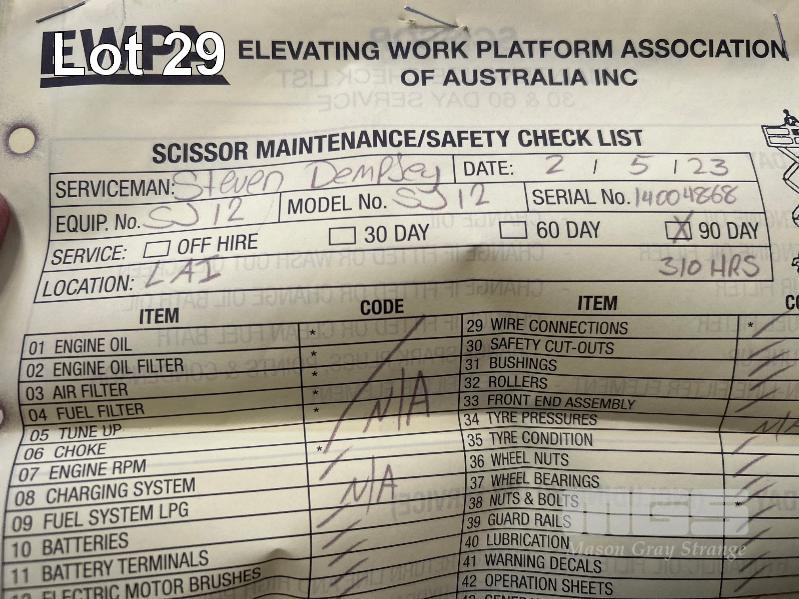 Lot 29
EWPA ELEVATING WORK PLATFORM ASSOCIATION
OF AUSTRALIA INC
SCISSOR MAINTENANCE/SAFETY CHECK LIST
SERVICEMAN: Steven Dempsey DATE: 2 / 5 / 23
EQUIP. No. SJ12 MODEL No. SJ12 SERIAL No. 14004868
SERVICE: OFF HIRE 30 DAY 60 DAY X 90 DAY
LOCATION: LAI 310 HRS
ITEM CODE ITEM
01 ENGINE OIL *
02 ENGINE OIL FILTER *
03 AIR FILTER *
04 FUEL FILTER *
05 TUNE UP
06 CHOKE *
07 ENGINE RPM
08 CHARGING SYSTEM
09 FUEL SYSTEM LPG
10 BATTERIES
11 BATTERY TERMINALS
12 ELECTRIC MOTOR BRUSHES
N/A
N/A
29 WIRE CONNECTIONS *
30 SAFETY CUT-OUTS
31 BUSHINGS
32 ROLLERS
33 FRONT END ASSEMBLY
34 TYRE PRESSURES N/A
35 TYRE CONDITION
36 WHEEL NUTS
37 WHEEL BEARINGS
38 NUTS & BOLTS *
39 GUARD RAILS
40 LUBRICATION
41 WARNING DECALS
42 OPERATION SHEETS
MGS
Mason Gray Strange